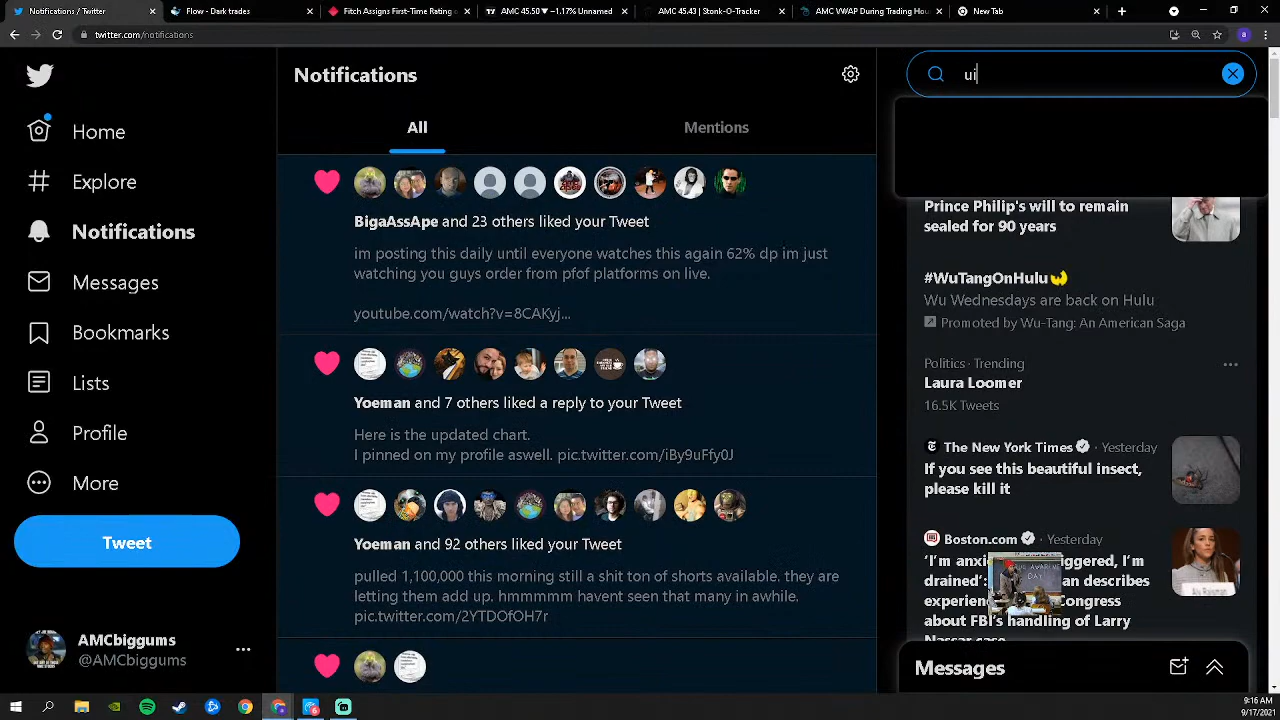 Notifications / Twitter
Flow - Dark trades
Fitch Assigns First-Time Rating
AMC 45.50 ▼ −1.17% Unnamed
AMC 45.43 | Stonk-O-Tracker
AMC VWAP During Trading Hou
New Tab
twitter.com/notifications
Home
Explore
Notifications
Messages
Bookmarks
Lists
Profile
More
Tweet
AMCbiggums
@AMCbiggums
Notifications
All
Mentions
BigaAssApe and 23 others liked your Tweet
im posting this daily until everyone watches this again 62% dp im just
watching you guys order from pfof platforms on live.
youtube.com/watch?v=8CAKyj...
Yoeman and 7 others liked a reply to your Tweet
Here is the updated chart.
I pinned on my profile aswell. pic.twitter.com/iBy9uFfy0J
Yoeman and 92 others liked your Tweet
pulled 1,100,000 this morning still a shit ton of shorts available. they are
letting them add up. hmmmmm havent seen that many in awhile.
pic.twitter.com/2YTDOfOH7r
ui
Prince Philip's will to remain
sealed for 90 years
#WuTangOnHulu
Wu Wednesdays are back on Hulu
Promoted by Wu-Tang: An American Saga
Politics · Trending
Laura Loomer
16.5K Tweets
The New York Times · Yesterday
If you see this beautiful insect,
please kill it
Boston.com · Yesterday
'I'm anxi gged, I'm
drained': an describes
experien ongress
about FBI's handling of Larry
Nassar case
Messages
9:16 AM
9/17/2021